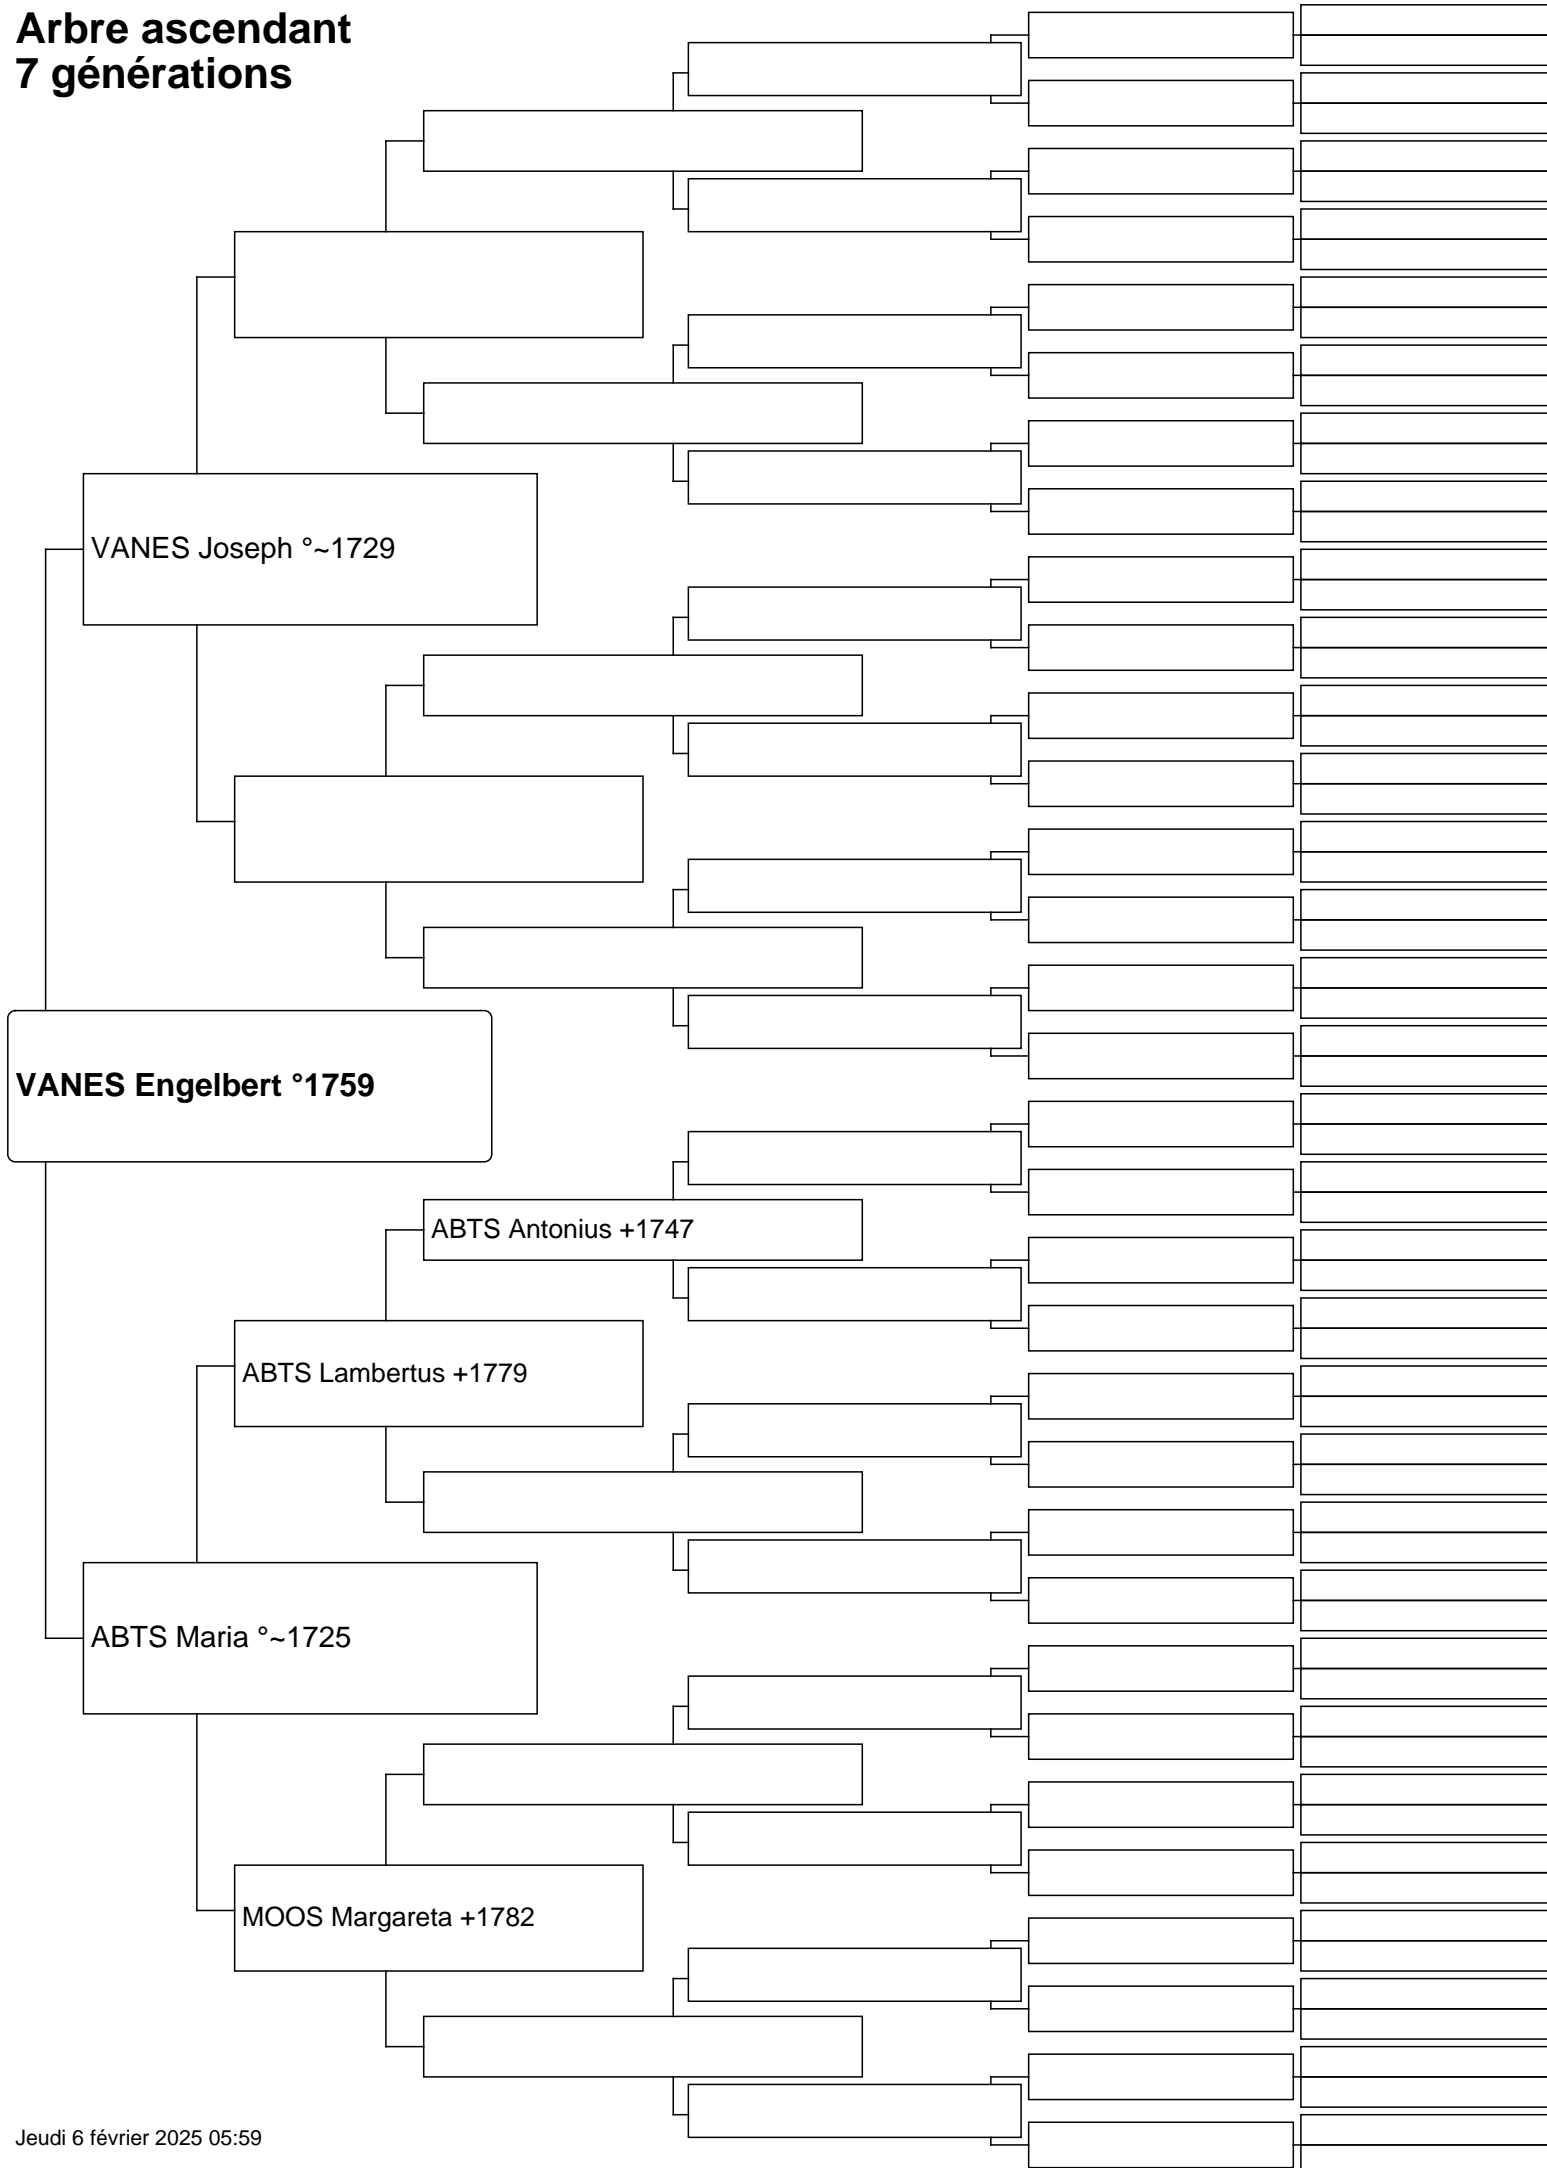 Arbre ascendant
7 générations
VANES Joseph °~1729
VANES Engelbert °1759
ABTS Antonius +1747
ABTS Lambertus +1779
ABTS Maria °~1725
MOOS Margareta +1782
Jeudi 6 février 2025 05:59